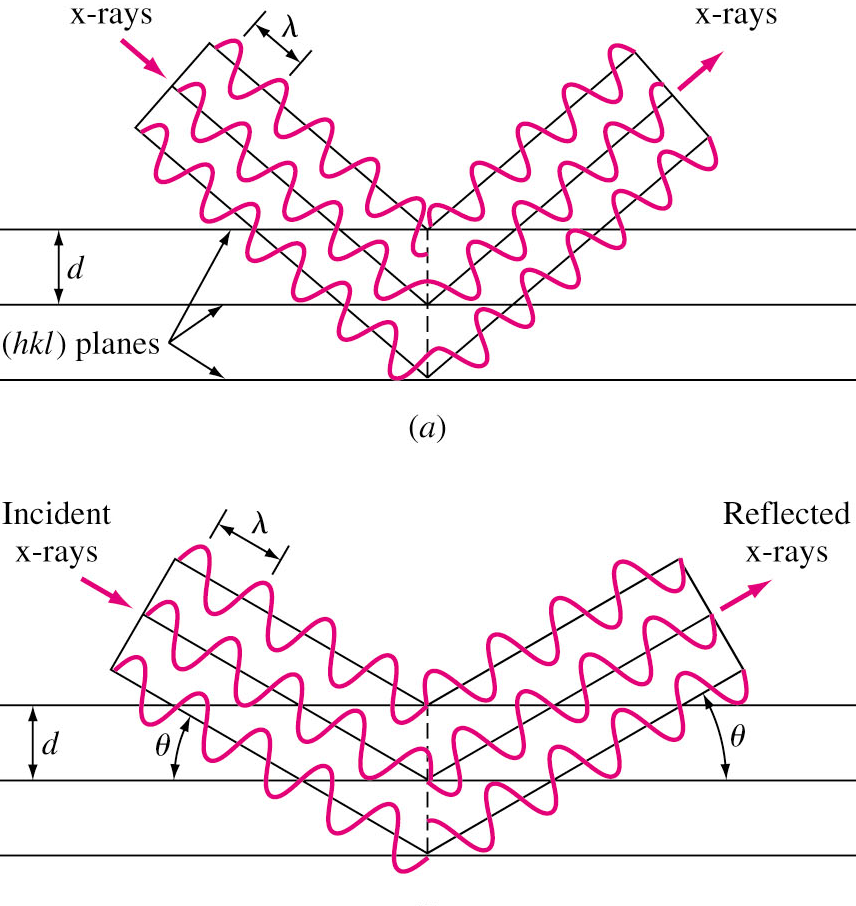 x-rays
λ
x-rays
d
(hkl) planes
(a)
Incident
x-rays
λ
Reflected
x-rays
d
θ
θ